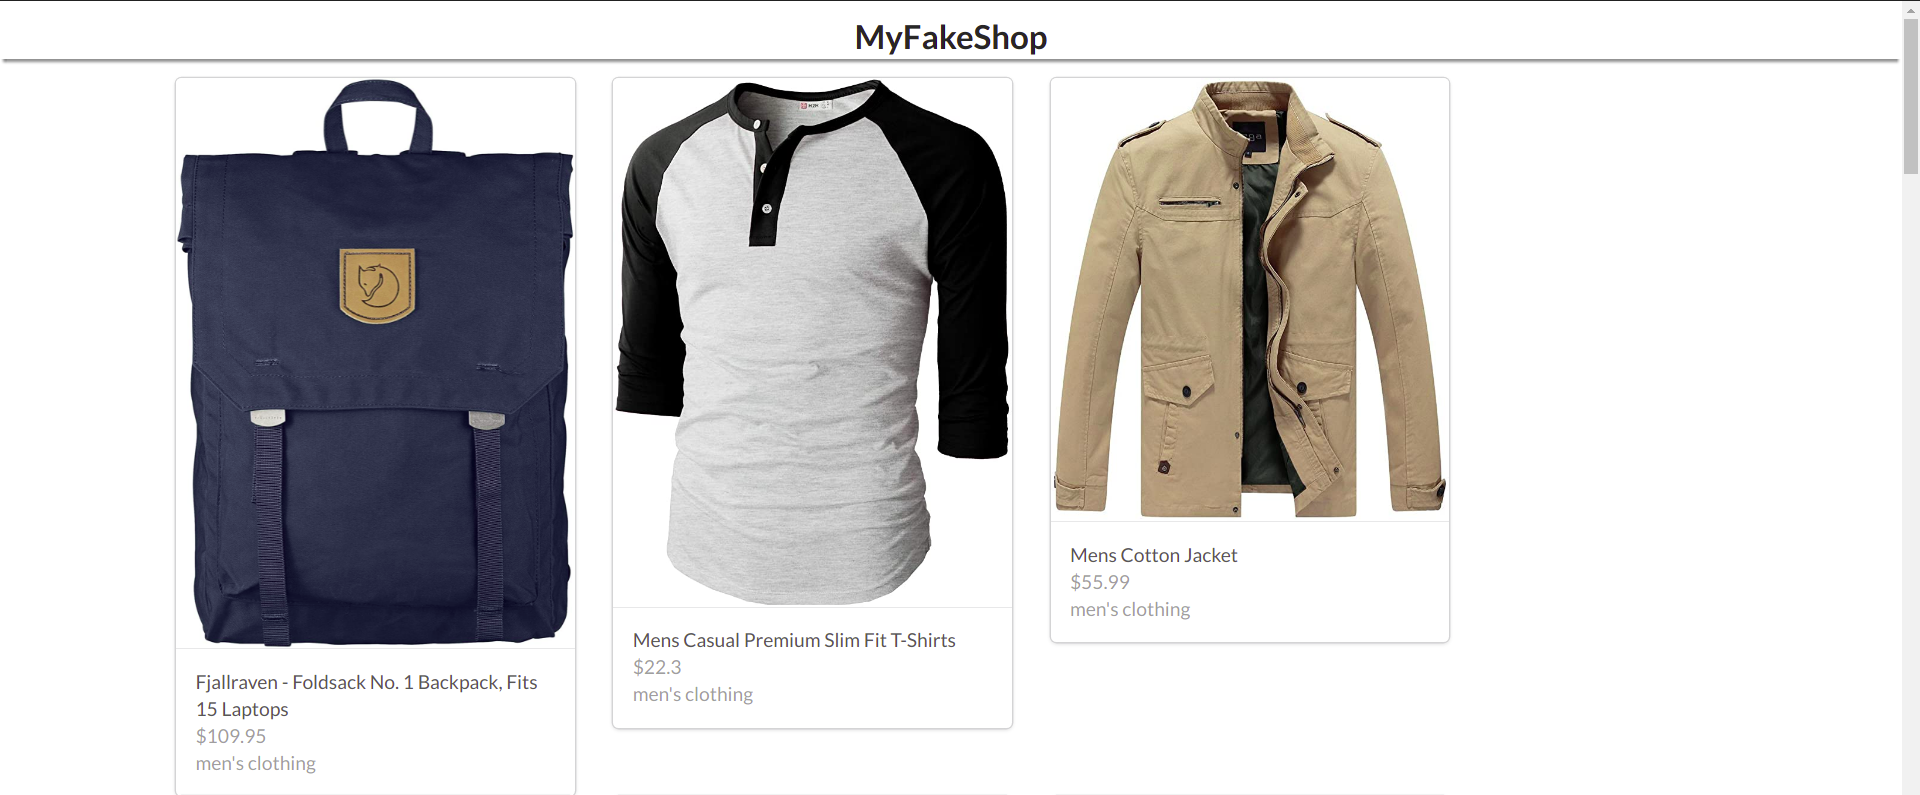 MyFakeShop
Fjallraven - Foldsack No. 1 Backpack, Fits
15 Laptops
$109.95
men's clothing
Mens Casual Premium Slim Fit T-Shirts
$22.3
men's clothing
Mens Cotton Jacket
$55.99
men's clothing